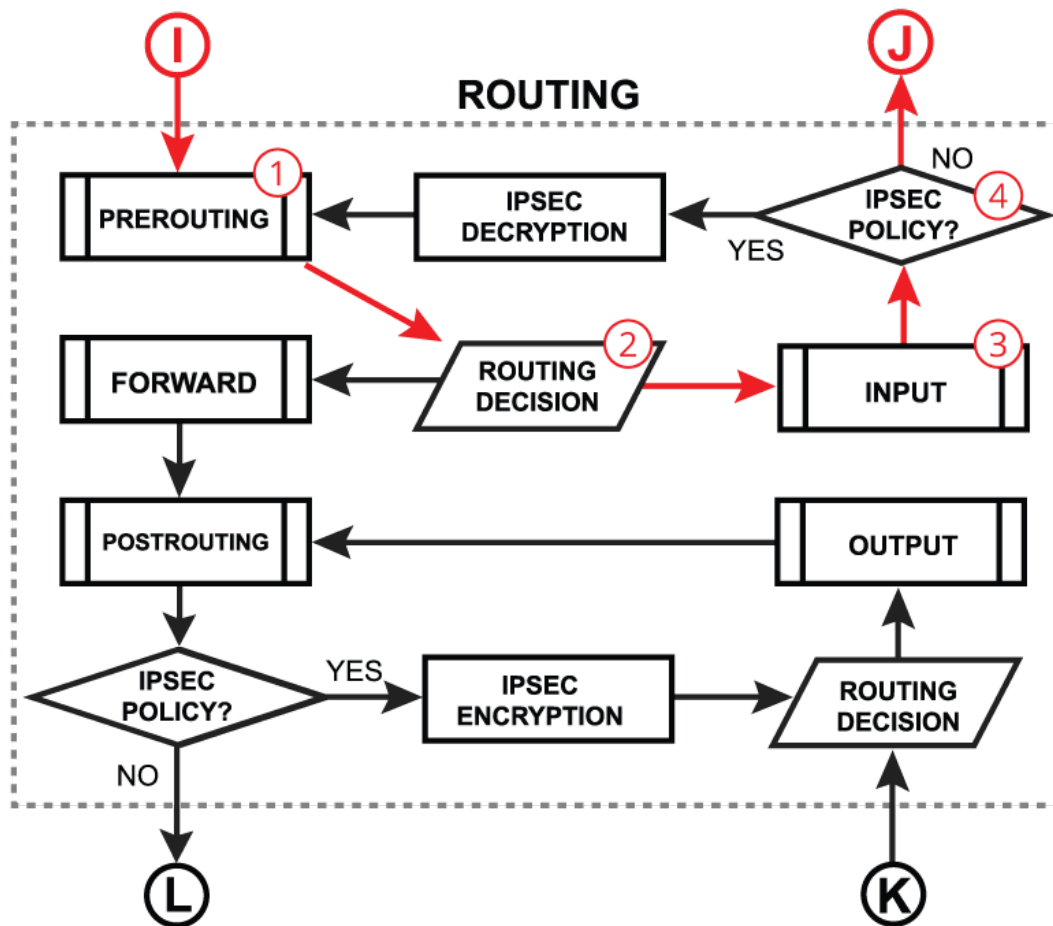 I
J
ROUTING
1
PREROUTING
IPSEC
DECRYPTION
NO
4
IPSEC
POLICY?
YES
FORWARD
2
ROUTING
DECISION
3
INPUT
POSTROUTING
OUTPUT
IPSEC
POLICY?
YES
IPSEC
ENCRYPTION
ROUTING
DECISION
NO
L
K